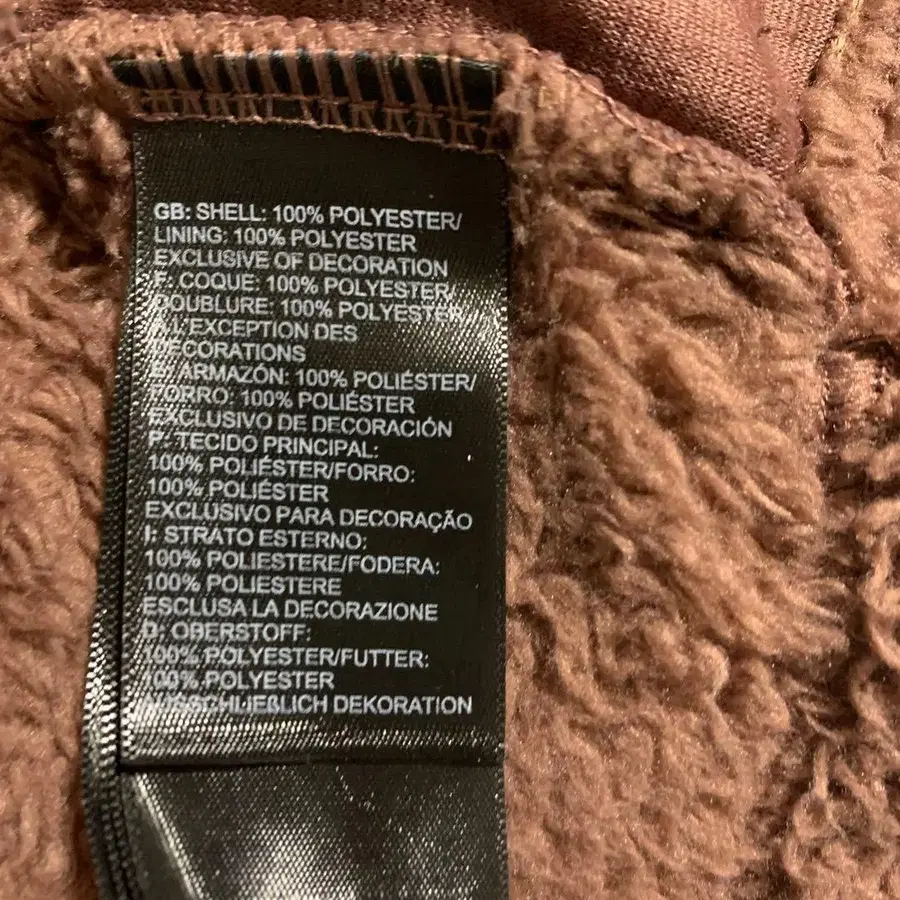 GB: SHELL: 100% POLYESTER/
LINING: 100% POLYESTER
EXCLUSIVE OF DECORATION
F: COQUE: 100% POLYESTER/
DOUBLURE: 100% POLYESTER
A L'EXCEPTION DES
DECORATIONS
E: ARMAZÓN: 100% POLIÉSTER/
FORRO: 100% POLIÉSTER
EXCLUSIVO DE DECORACIÓN
P: TECIDO PRINCIPAL:
100% POLIÉSTER/FORRO:
100% POLIÉSTER
EXCLUSIVO PARA DECORAÇÃO
I: STRATO ESTERNO:
100% POLIESTERE/FODERA:
100% POLIESTERE
ESCLUSA LA DECORAZIONE
D: OBERSTOFF:
100% POLYESTER/FUTTER:
100% POLYESTER
AUSSCHLIEßLICH DEKORATION